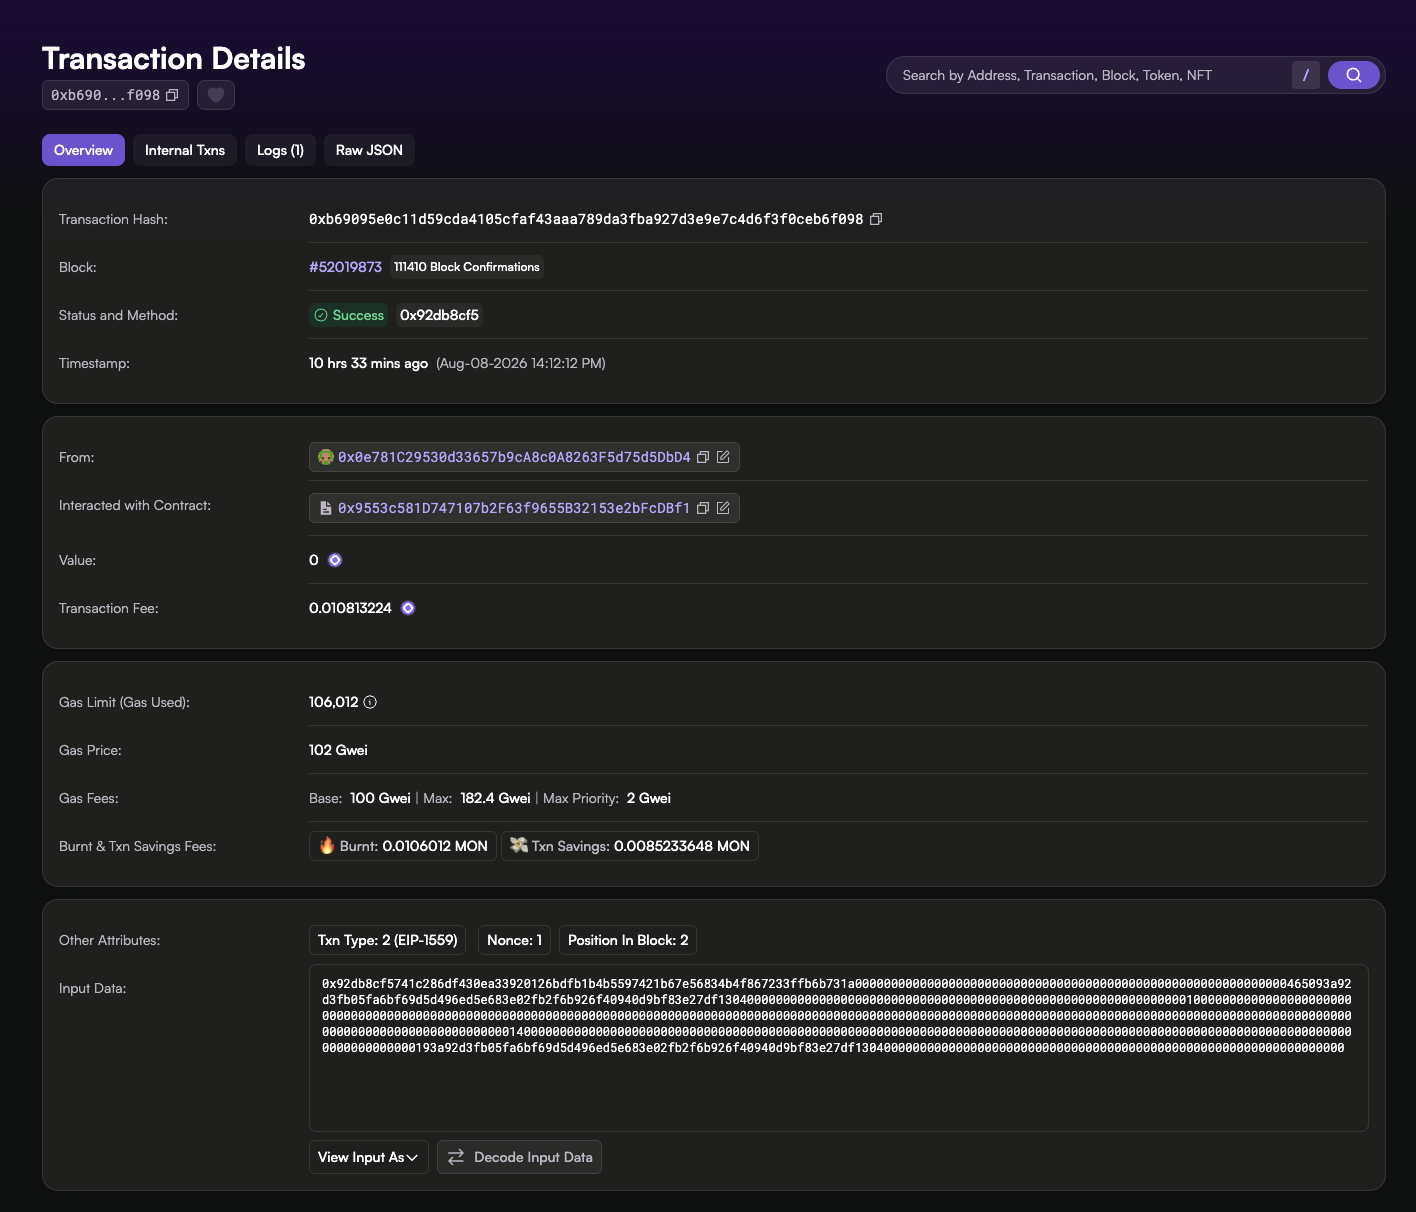 Transaction Details
0xb690...f098
Search by Address, Transaction, Block, Token, NFT /
Overview Internal Txns Logs (1) Raw JSON
Transaction Hash: 0xb69095e0c11d59cda4105cfaf43aaa789da3fba927d3e9e7c4d6f3f0ceb6f098
Block: #52019873 111410 Block Confirmations
Status and Method: Success 0x92db8cf5
Timestamp: 10 hrs 33 mins ago (Aug-08-2026 14:12:12 PM)
From: 0x0e781C29530d33657b9cA8c0A8263F5d75d5DbD4
Interacted with Contract: 0x9553c581D747107b2F63f9655B32153e2bFcDBf1
Value: 0
Transaction Fee: 0.010813224
Gas Limit (Gas Used): 106,012
Gas Price: 102 Gwei
Gas Fees: Base: 100 Gwei | Max: 182.4 Gwei | Max Priority: 2 Gwei
Burnt & Txn Savings Fees: Burnt: 0.0106012 MON Txn Savings: 0.0085233648 MON
Other Attributes: Txn Type: 2 (EIP-1559) Nonce: 1 Position In Block: 2
Input Data:
0x92db8cf5741c286df430ea33920126bdfb1b4b5597421b67e56834b4f867233ffb6b731a000000000000000000000000000000000000000000000000000000000000465093a92
d3fb05fa6bf69d5d496ed5e683e02fb2f6b926f40940d9bf83e27df1304000000000000000000000000000000000000000000000000000000000000010000000000000000000000
00000000000000000000000000000000000000000000000000000000000000000000000000000000000000000000000000000000000000000000000000000000000000000000000
00000000000000000000000000140000000000000000000000000000000000000000000000000000000000000000000000000000000000000000000000000000000000000000000
0000000000000193a92d3fb05fa6bf69d5d496ed5e683e02fb2f6b926f40940d9bf83e27df13040000000000000000000000000000000000000000000000000000000000000000
View Input As Decode Input Data